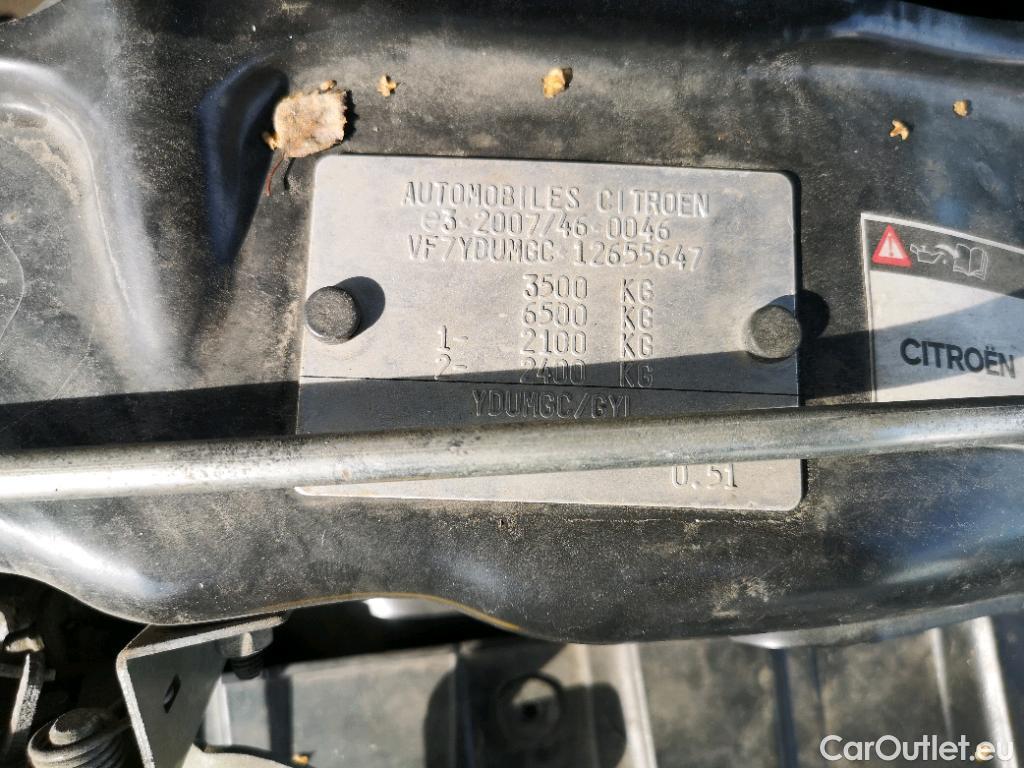 AUTOMOBILES CITROEN
e3 2007/46 0046
VF7YDUMGC 12655647
3500 KG
6500 KG
1- 2100 KG
2- 2400 KG
YDUMGC/GYI
0.51
CITROËN
CarOutlet.eu